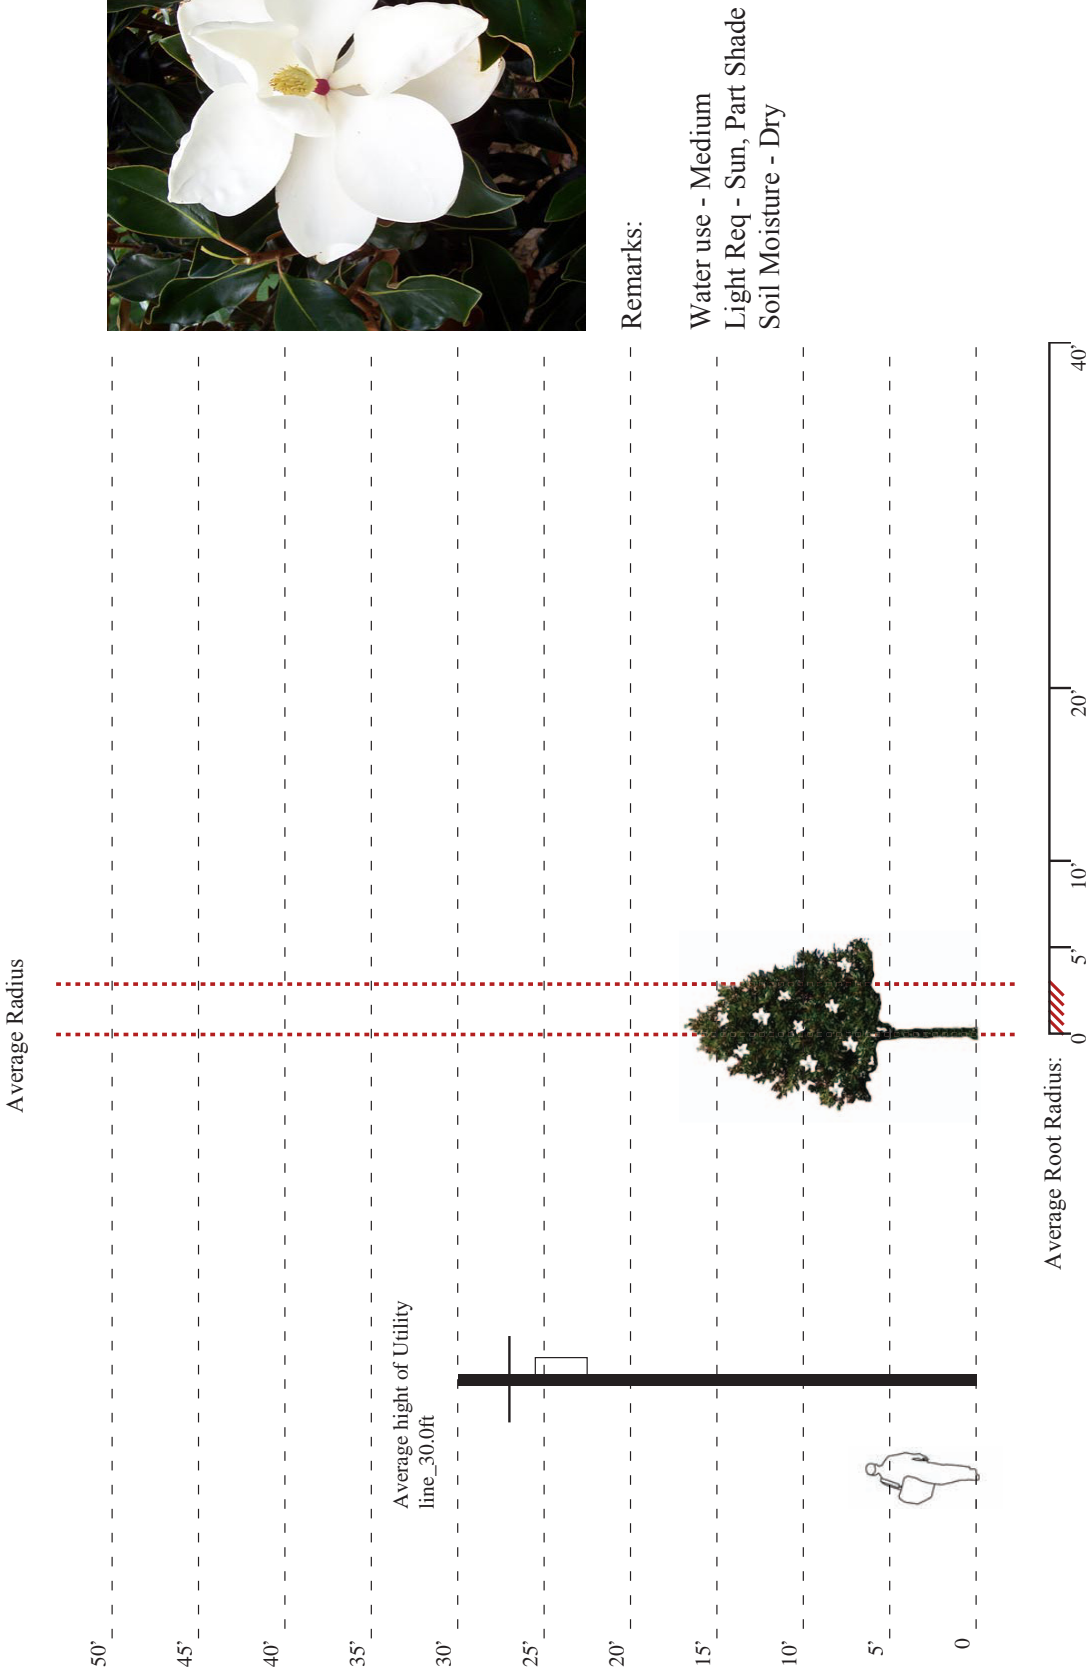 Average Radius
50’
45’
40’
35’
30’
25’
20’
15’
10’
5’
0
Average hight of Utility
line_30.0ft
Average Root Radius:
0
5’
10’
20’
40’
Remarks:
Water use - Medium
Light Req - Sun, Part Shade
Soil Moisture - Dry